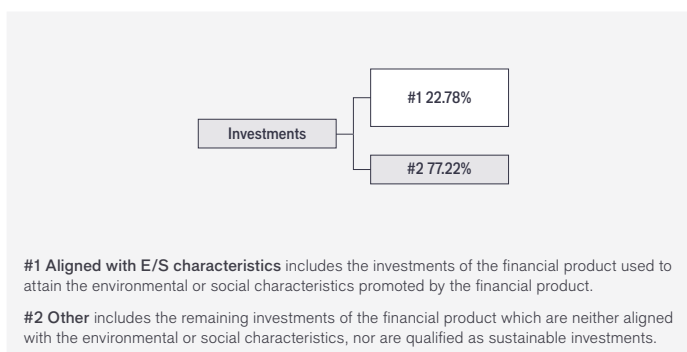 #1 22.78%
Investments
#2 77.22%
#1 Aligned with E/S characteristics includes the investments of the financial product used to
attain the environmental or social characteristics promoted by the financial product.
#2 Other includes the remaining investments of the financial product which are neither aligned
with the environmental or social characteristics, nor are qualified as sustainable investments.